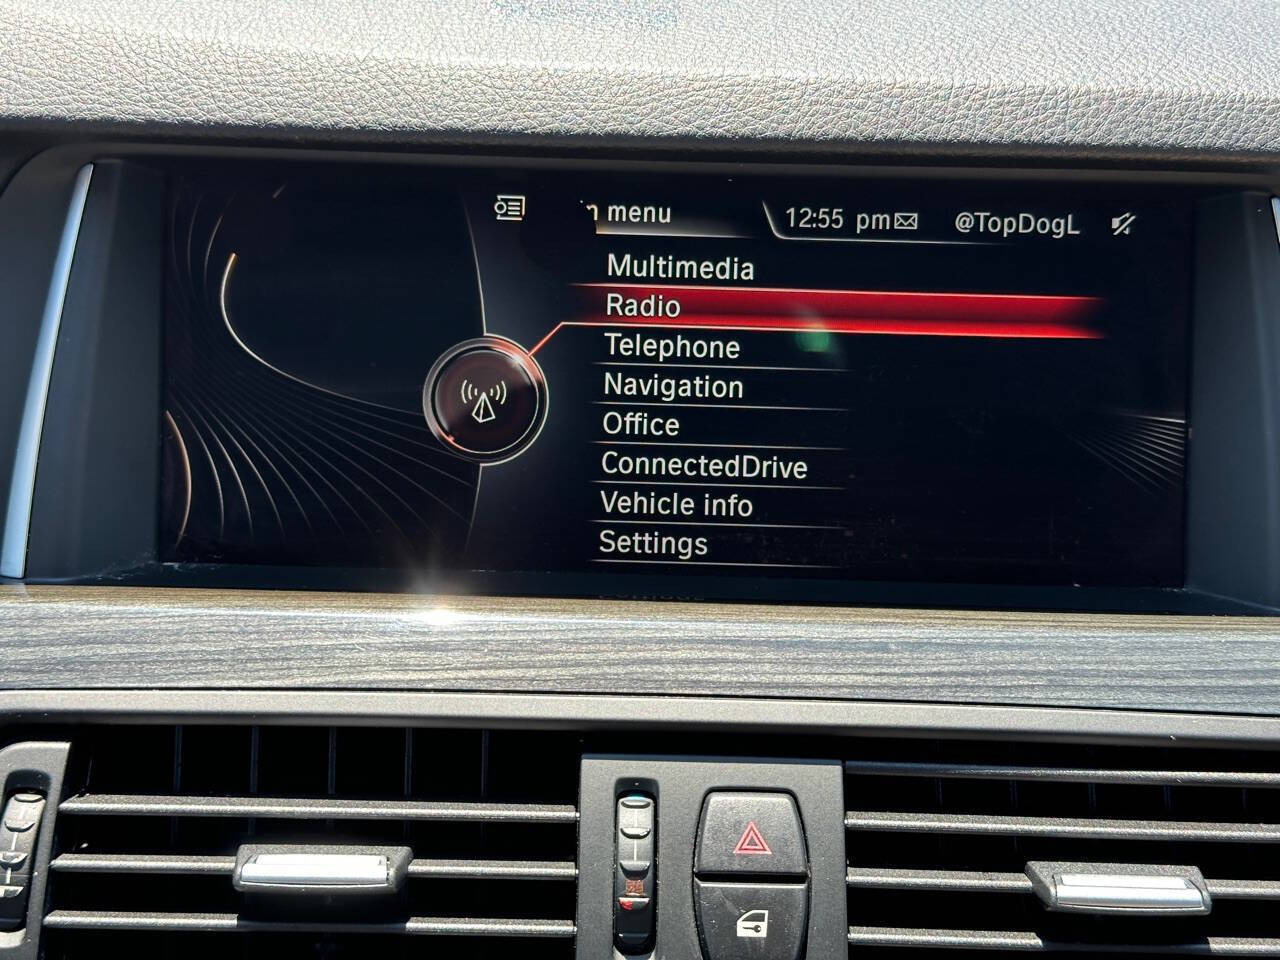 menu 12:55 pm @TopDogL
Multimedia
Radio
Telephone
Navigation
Office
ConnectedDrive
Vehicle info
Settings